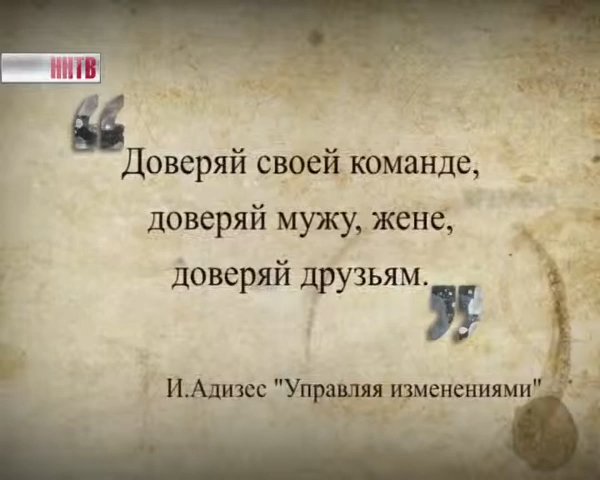 ННТВ
Доверяй своей команде,
доверяй мужу, жене,
доверяй друзьям.
И.Адизес "Управляя изменениями"